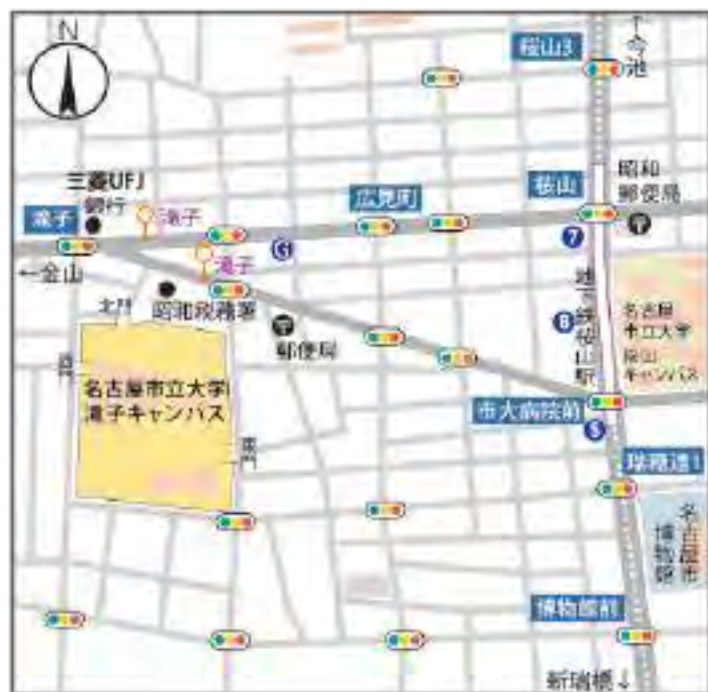 N
↑今池
桜山3
三菱UFJ
銀行
滝子
滝子
広見町
桜山
昭和
郵便局
7
G
←金山
滝子
北門
昭和税務署
郵便局
地下鉄桜山駅
8
名古屋
市立大学
桜山
キャンパス
西門
名古屋市立大学
滝子キャンパス
東門
市大病院前
5
瑞穂通1
名古屋市
博物館
博物館前
新瑞橋↓